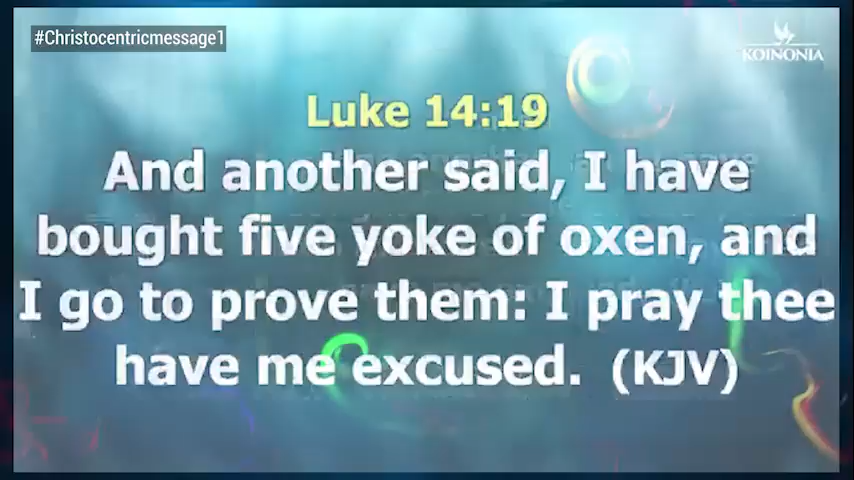 #Christocentricmessage1
KOINONIA
Luke 14:19
And another said, I have
bought five yoke of oxen, and
I go to prove them: I pray thee
have me excused. (KJV)